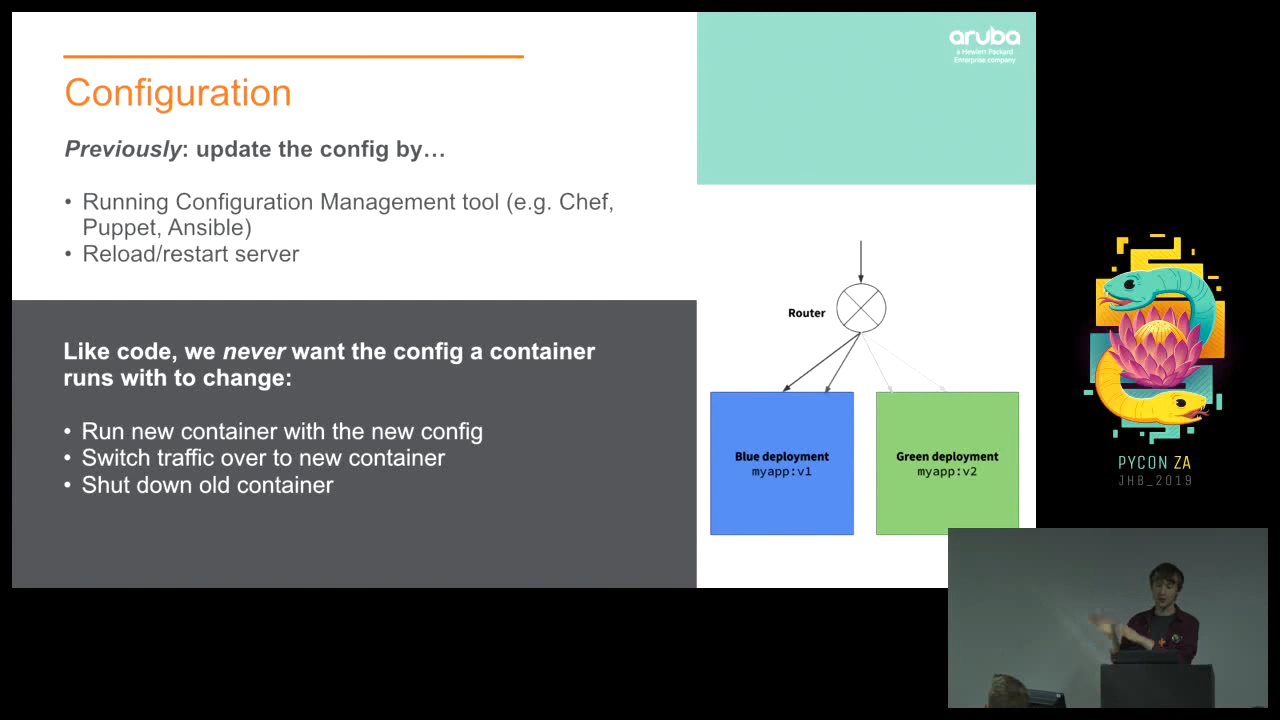 Configuration
Previously: update the config by…
• Running Configuration Management tool (e.g. Chef,
Puppet, Ansible)
• Reload/restart server
Like code, we never want the config a container
runs with to change:
• Run new container with the new config
• Switch traffic over to new container
• Shut down old container
aruba
a Hewlett Packard
Enterprise company
Router
Blue deployment
myapp:v1
Green deployment
myapp:v2
PYCON ZA
JHB_2019